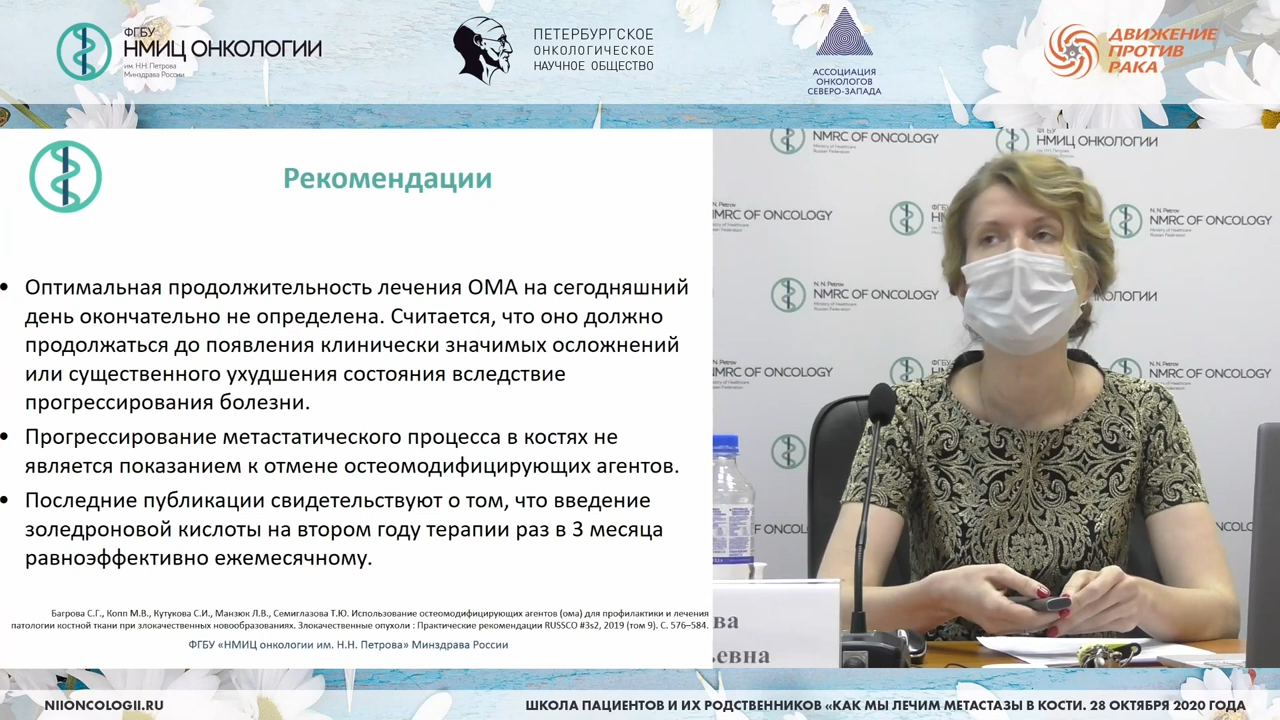 ФГБУ
НМИЦ ОНКОЛОГИИ
им. Н.Н. Петрова
Минздрава России
ПЕТЕРБУРГСКОЕ
ОНКОЛОГИЧЕСКОЕ
НАУЧНОЕ ОБЩЕСТВО
АССОЦИАЦИЯ
ОНКОЛОГОВ
СЕВЕРО-ЗАПАДА
ДВИЖЕНИЕ
ПРОТИВ
РАКА
Рекомендации
• Оптимальная продолжительность лечения ОМА на сегодняшний
день окончательно не определена. Считается, что оно должно
продолжаться до появления клинически значимых осложнений
или существенного ухудшения состояния вследствие
прогрессирования болезни.
• Прогрессирование метастатического процесса в костях не
является показанием к отмене остеомодифицирующих агентов.
• Последние публикации свидетельствуют о том, что введение
золедроновой кислоты на втором году терапии раз в 3 месяца
равноэффективно ежемесячному.
Багрова С.Г., Копп М.В., Кутукова С.И., Манзюк Л.В., Семиглазова Т.Ю. Использование остеомодифицирующих агентов (ома) для профилактики и лечения
патологии костной ткани при злокачественных новообразованиях. Злокачественные опухоли : Практические рекомендации RUSSCO #3s2, 2019 (том 9). С. 576–584.
ФГБУ «НМИЦ онкологии им. Н.Н. Петрова» Минздрава России
NMRC OF ONCOLOGY
НМИЦ ОНКОЛОГИИ
NMRC OF ONCOLOGY
N.N. Petrov
NMRC OF ONCOLOGY
N.N. Petrov
NMRC OF ONCOLOGY
NMRC OF ONCOLOGY
N.N. Petrov
NMRC OF ONCOLOGY
ва
ьевна
NIIONCOLOGII.RU
ШКОЛА ПАЦИЕНТОВ И ИХ РОДСТВЕННИКОВ «КАК МЫ ЛЕЧИМ МЕТАСТАЗЫ В КОСТИ. 28 ОКТЯБРЯ 2020 ГОДА